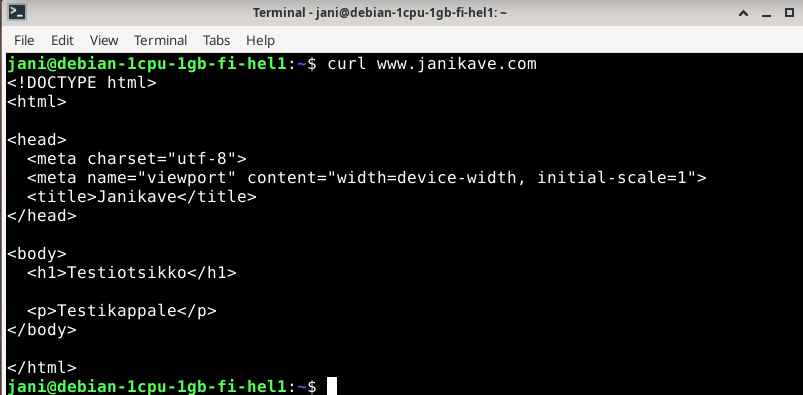 Terminal - jani@debian-1cpu-1gb-fi-hel1: ~
File Edit View Terminal Tabs Help
jani@debian-1cpu-1gb-fi-hel1:~$ curl www.janikave.com
<!DOCTYPE html>
<html>

<head>
  <meta charset="utf-8">
  <meta name="viewport" content="width=device-width, initial-scale=1">
  <title>Janikave</title>
</head>

<body>
  <h1>Testiotsikko</h1>

  <p>Testikappale</p>
</body>

</html>
jani@debian-1cpu-1gb-fi-hel1:~$